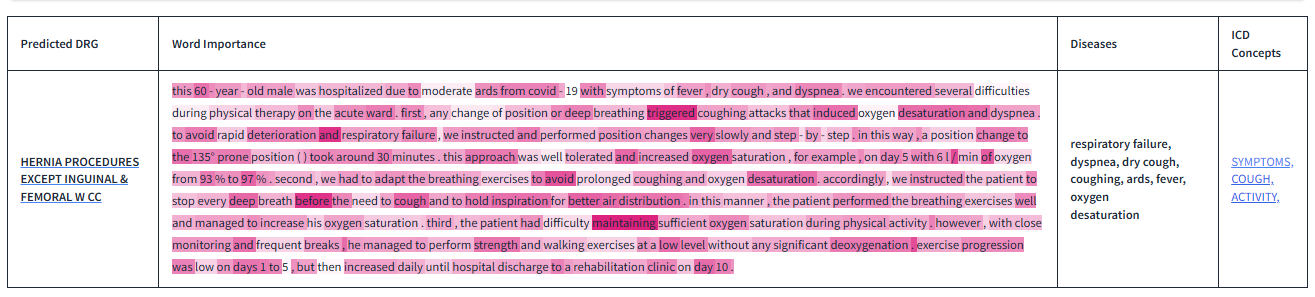 Predicted DRG
Word Importance
Diseases
ICD
Concepts
HERNIA PROCEDURES
EXCEPT INGUINAL &
FEMORAL W CC
this 60 - year - old male was hospitalized due to moderate ards from covid - 19 with symptoms of fever , dry cough , and dyspnea . we encountered several difficulties
during physical therapy on the acute ward . first , any change of position or deep breathing triggered coughing attacks that induced oxygen desaturation and dyspnea .
to avoid rapid deterioration and respiratory failure , we instructed and performed position changes very slowly and step - by - step . in this way , a position change to
the 135° prone position ( ) took around 30 minutes . this approach was well tolerated and increased oxygen saturation , for example , on day 5 with 6 l / min of oxygen
from 93 % to 97 % . second , we had to adapt the breathing exercises to avoid prolonged coughing and oxygen desaturation . accordingly , we instructed the patient to
stop every deep breath before the need to cough and to hold inspiration for better air distribution . in this manner , the patient performed the breathing exercises well
and managed to increase his oxygen saturation . third , the patient had difficulty maintaining sufficient oxygen saturation during physical activity . however , with close
monitoring and frequent breaks , he managed to perform strength and walking exercises at a low level without any significant deoxygenation . exercise progression
was low on days 1 to 5 , but then increased daily until hospital discharge to a rehabilitation clinic on day 10 .
respiratory failure,
dyspnea, dry cough,
coughing, ards, fever,
oxygen
desaturation
SYMPTOMS,
COUGH,
ACTIVITY,